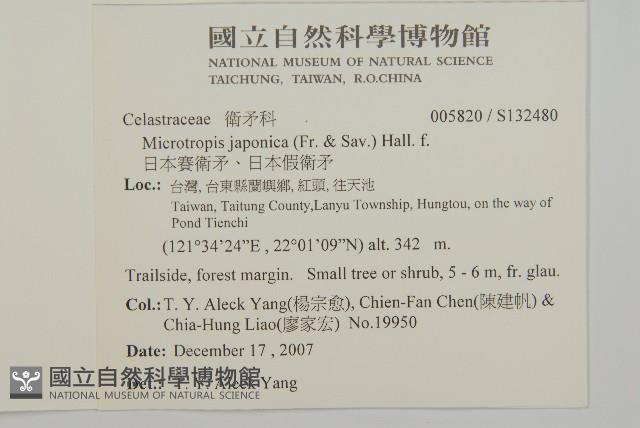 國立自然科學博物館
NATIONAL MUSEUM OF NATURAL SCIENCE
TAICHUNG, TAIWAN, R.O.CHINA
Celastraceae 衛矛科 005820 / S132480
Microtropis japonica (Fr. & Sav.) Hall. f.
日本賽衛矛、日本假衛矛
Loc.: 台灣, 台東縣蘭嶼鄉, 紅頭, 往天池
Taiwan, Taitung County,Lanyu Township, Hungtou, on the way of
Pond Tienchi
(121°34'24"E , 22°01'09"N) alt. 342 m.
Trailside, forest margin. Small tree or shrub, 5 - 6 m, fr. glau.
Col.: T. Y. Aleck Yang(楊宗愈), Chien-Fan Chen(陳建帆) &
Chia-Hung Liao(廖家宏) No.19950
Date: December 17 , 2007
Det.: T. Y. Aleck Yang
國立自然科學博物館
NATIONAL MUSEUM OF NATURAL SCIENCE